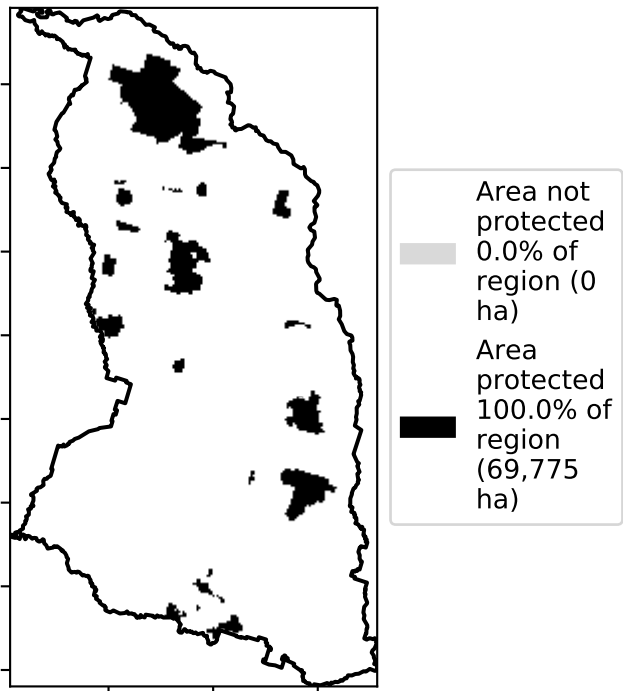 Area not
protected
0.0% of
region (0
ha)
Area
protected
100.0% of
region
(69,775
ha)